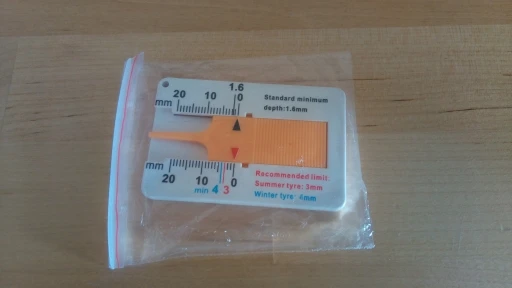 1.6
mm 20 10 0
Standard minimum
depth:1.6mm
mm 20 10 0
min 4 3
Recommended limit
Summer tyre: 3mm
Winter tyre: 4mm